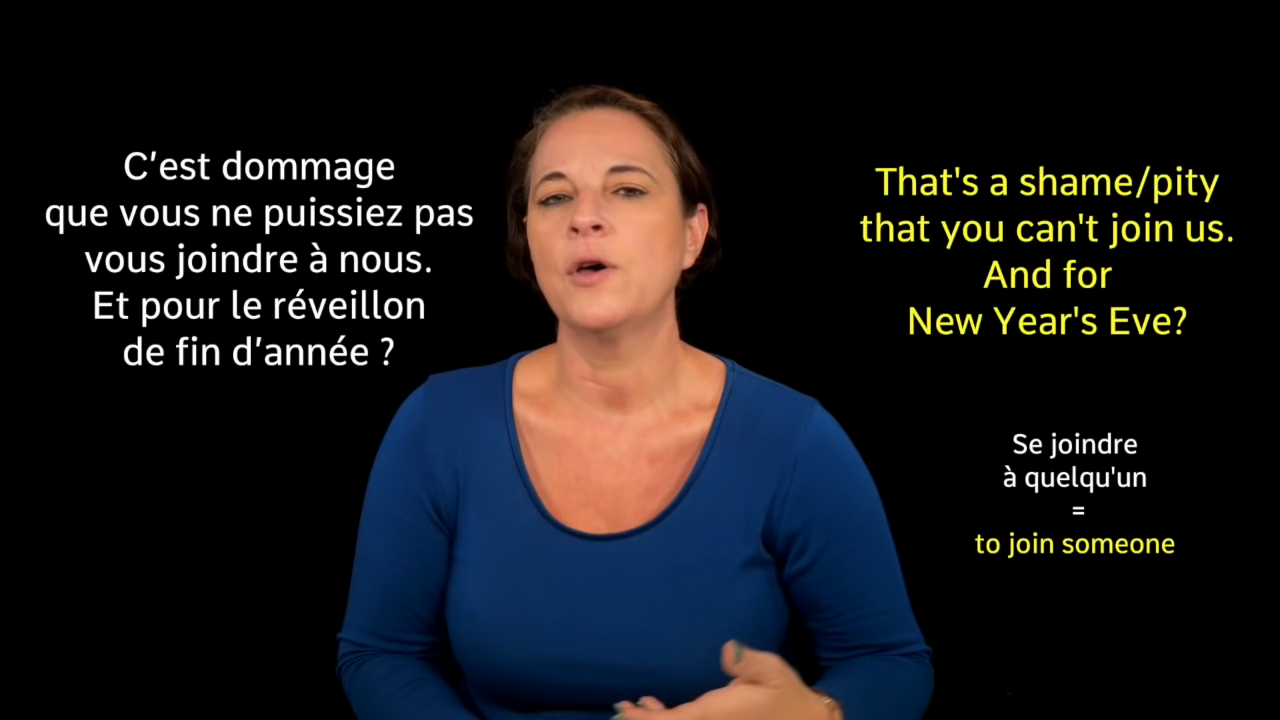 C'est dommage
que vous ne puissiez pas
vous joindre à nous.
Et pour le réveillon
de fin d'année ?
That's a shame/pity
that you can't join us.
And for
New Year's Eve?
Se joindre
à quelqu'un
=
to join someone